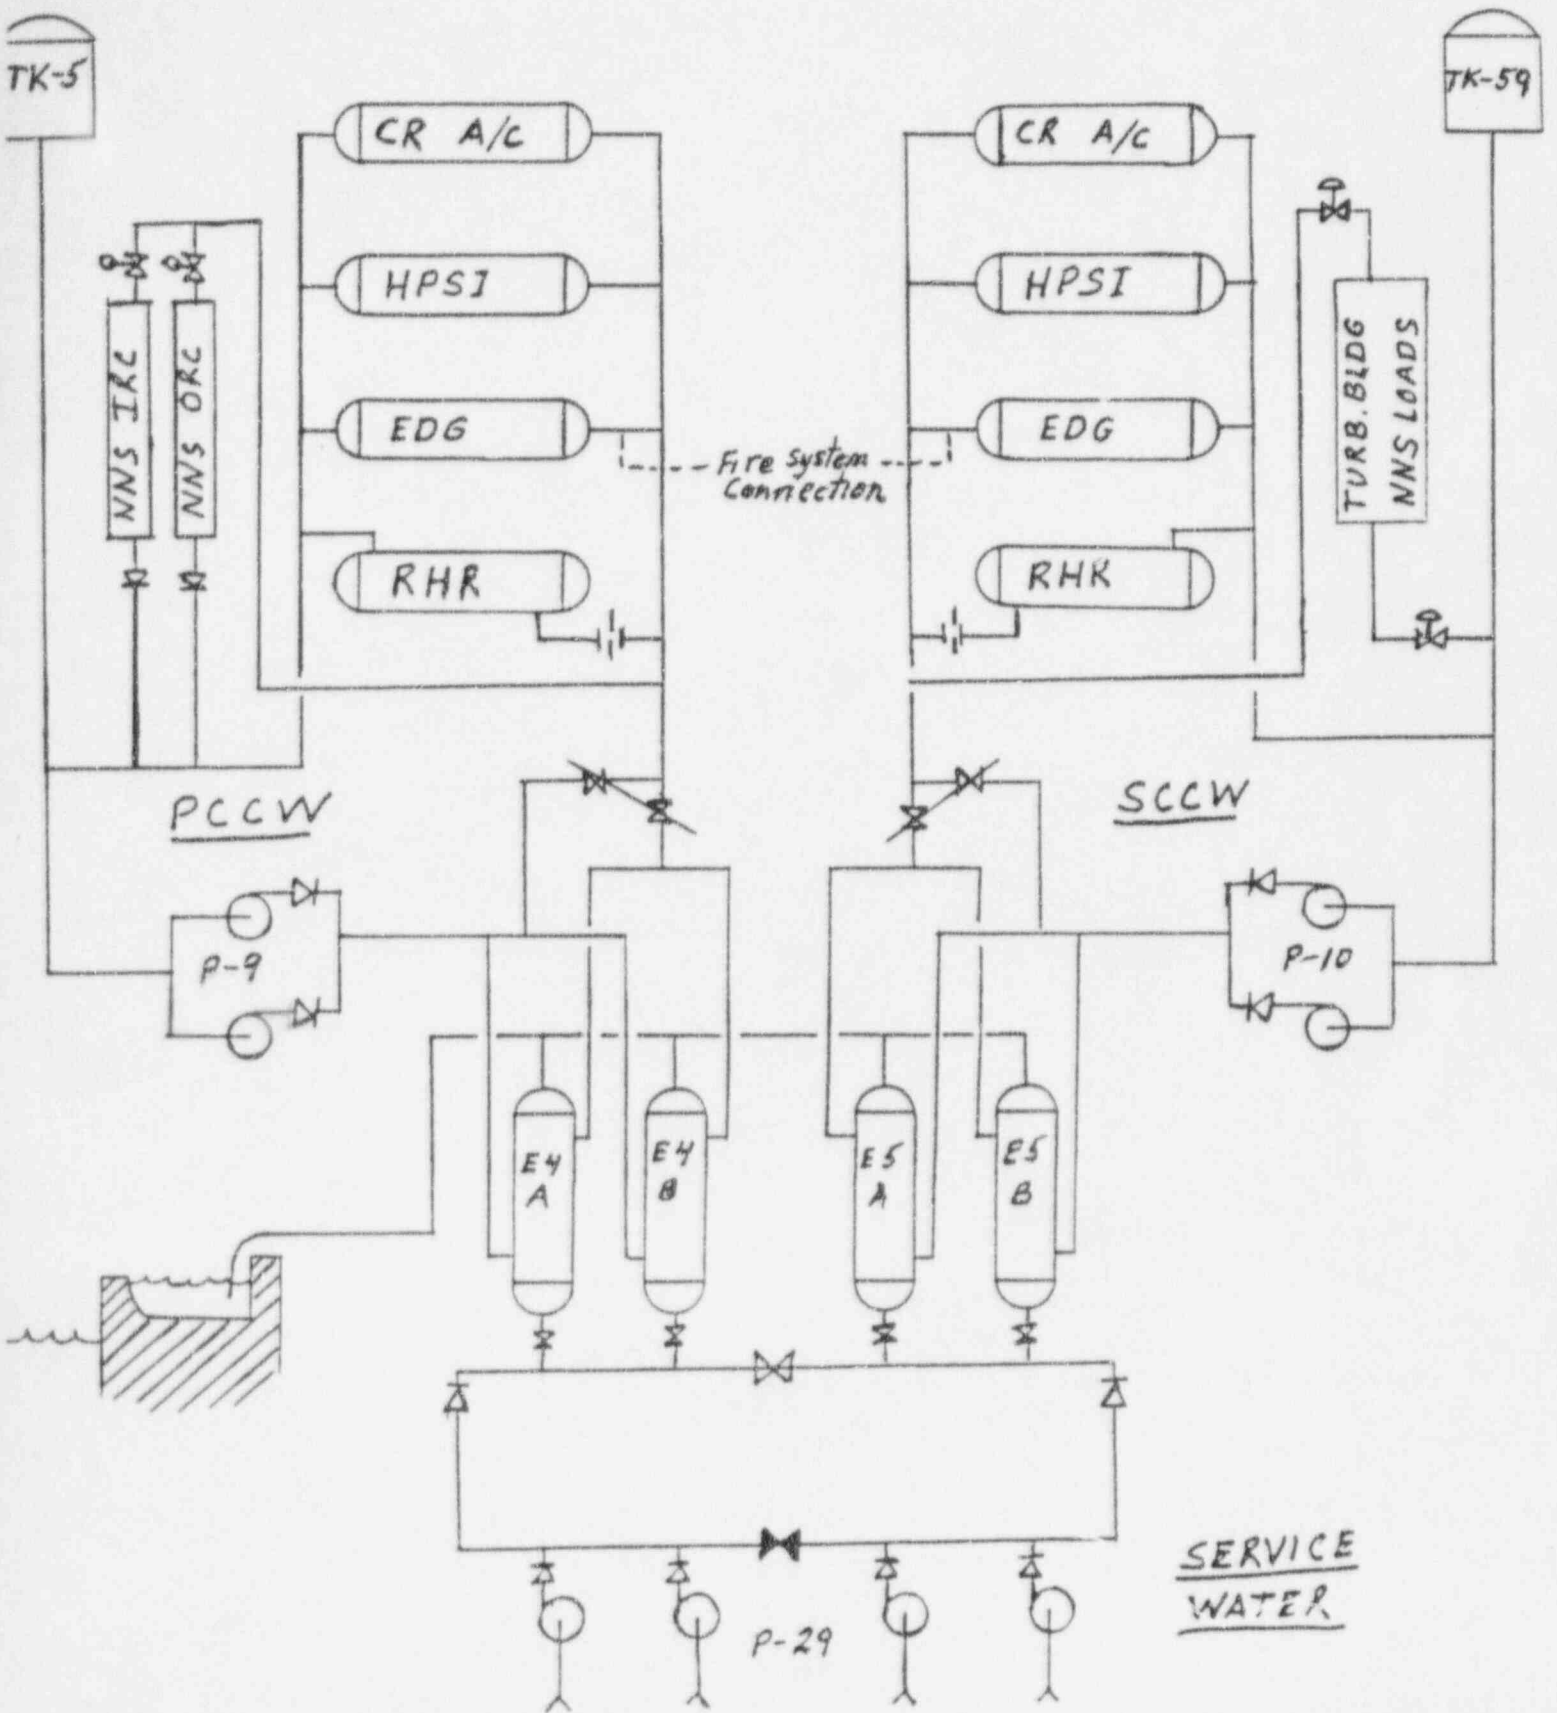 TK-5
TK-59
CR A/C
CR A/C
HPSI
HPSI
NNS IRC
NNS ORC
TURB. BLDG
NNS LOADS
EDG
EDG
Fire System
Connection
RHR
RHR
PCCW
SCCW
P-9
P-10
E4
A
E4
B
E5
A
E5
B
SERVICE
WATER
P-29